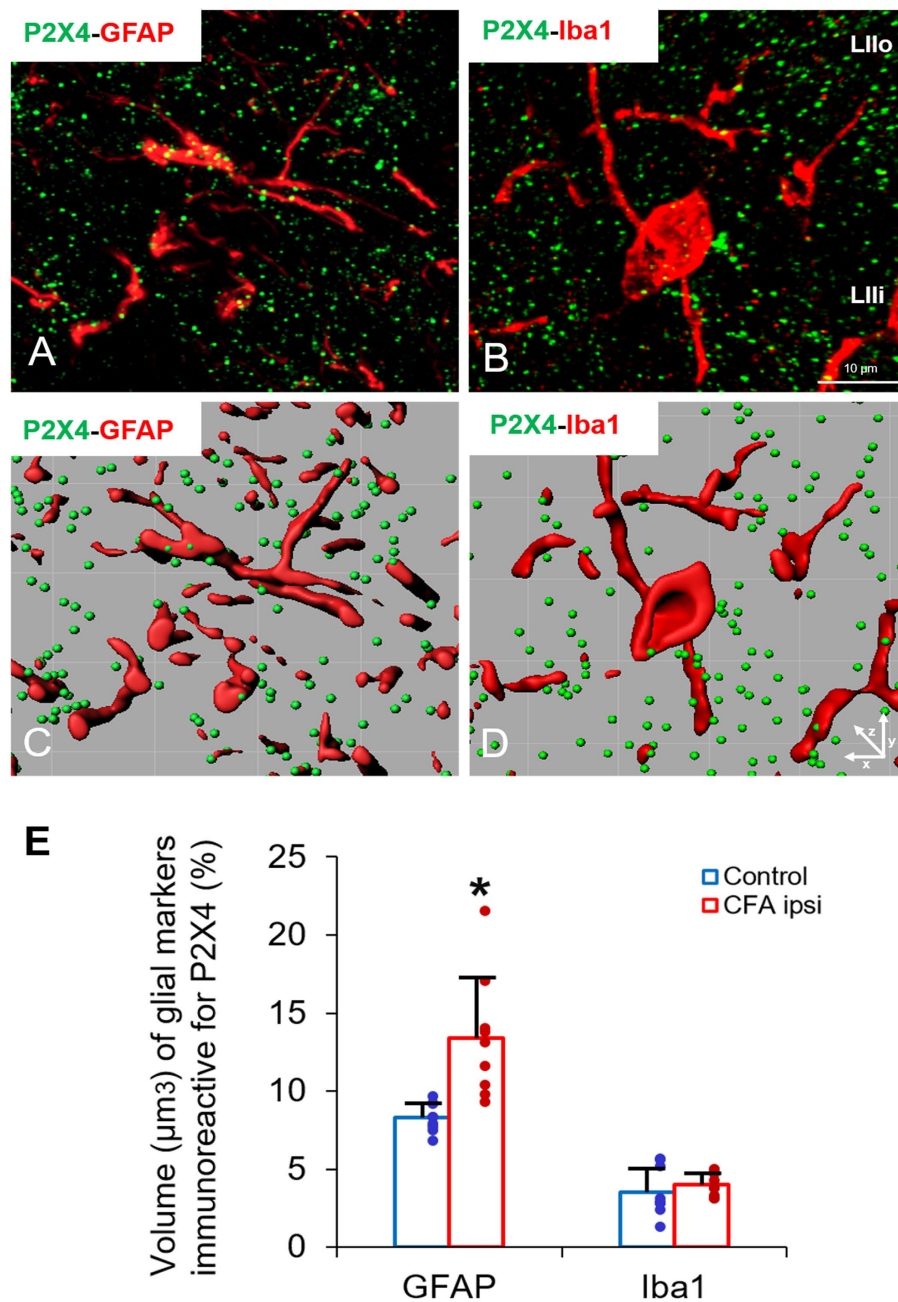 P2X4-GFAP
P2X4-Iba1
LIIo
LIIi
A
B
10 µm
P2X4-GFAP
P2X4-Iba1
C
D
z
y
x
E
Volume (µm3) of glial markers
immunoreactive for P2X4 (%)
25
20
15
10
5
0
*
Control
CFA ipsi
GFAP
Iba1